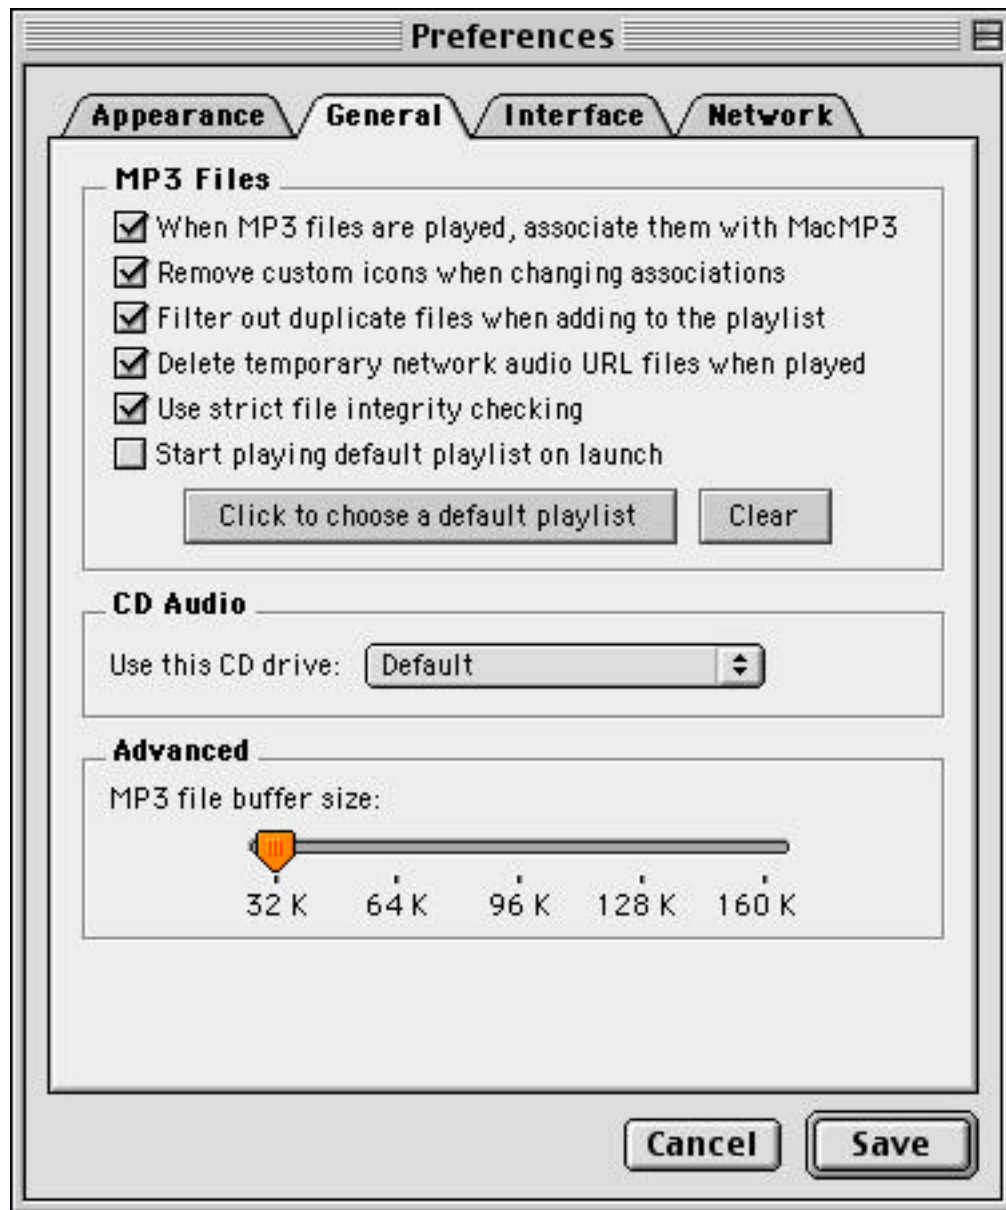 Preferences
Appearance General Interface Network
MP3 Files
When MP3 files are played, associate them with MacMP3
Remove custom icons when changing associations
Filter out duplicate files when adding to the playlist
Delete temporary network audio URL files when played
Use strict file integrity checking
Start playing default playlist on launch
Click to choose a default playlist Clear
CD Audio
Use this CD drive: Default
Advanced
MP3 file buffer size:
32 K 64 K 96 K 128 K 160 K
Cancel Save